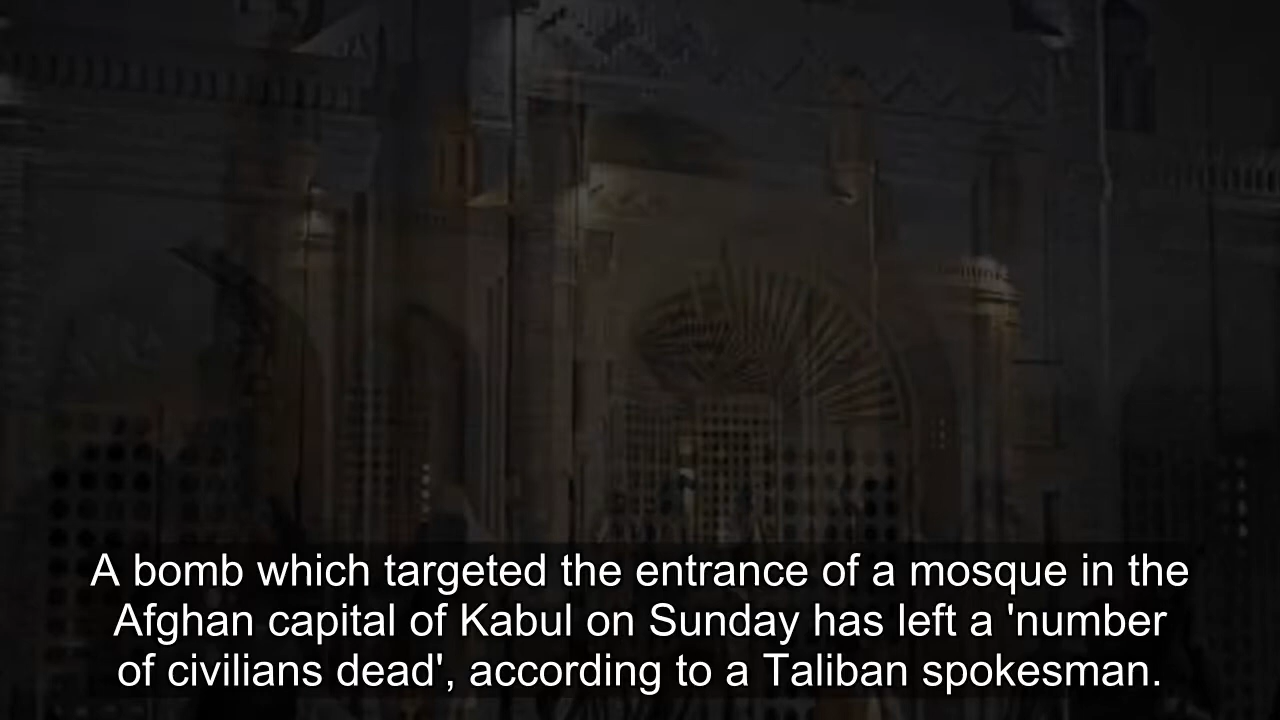 A bomb which targeted the entrance of a mosque in the
Afghan capital of Kabul on Sunday has left a 'number
of civilians dead', according to a Taliban spokesman.